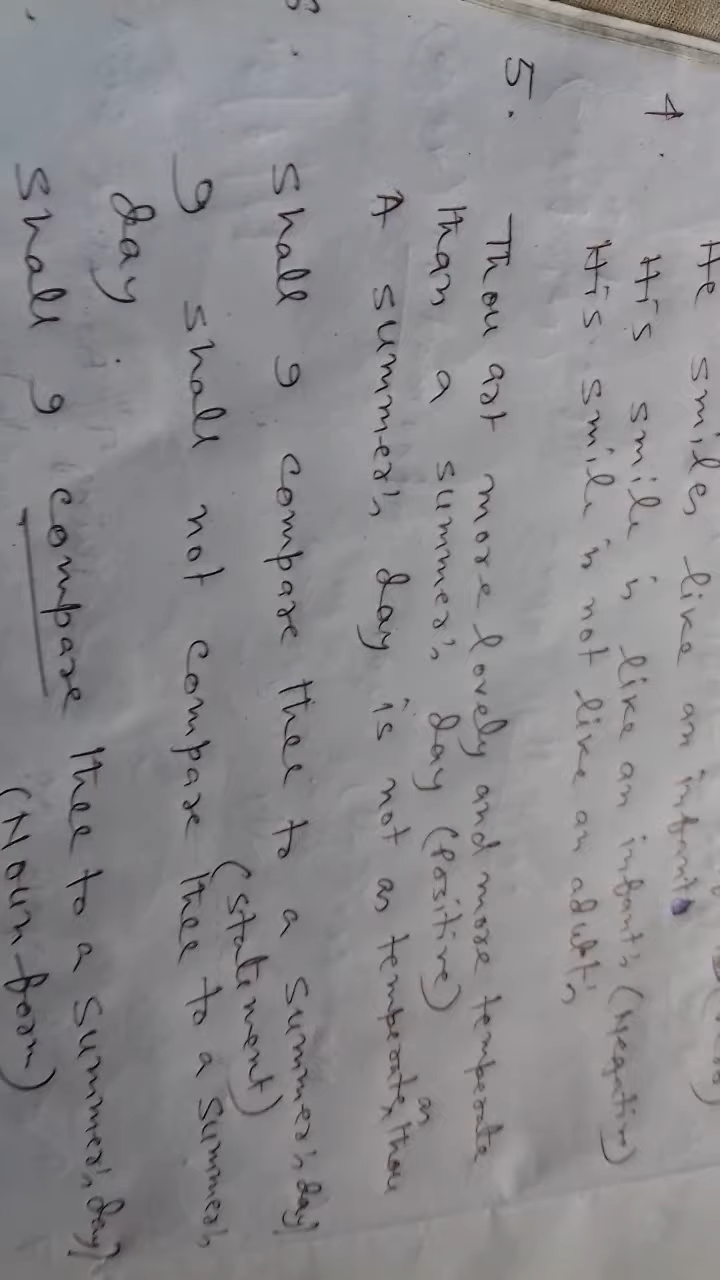 He smiles like an infant
4. His smile is like an infant's (Negative)
His smile is not like an adult's
5. Thou art more lovely and more temperate
than a summer's day (Positive)
A summer's day is not as temperate as thou
Shall I compare thee to a summer's day?
(statement)
I shall not compare thee to a summer's
day.
Shall I compare thee to a summer's day?
(Noun form)